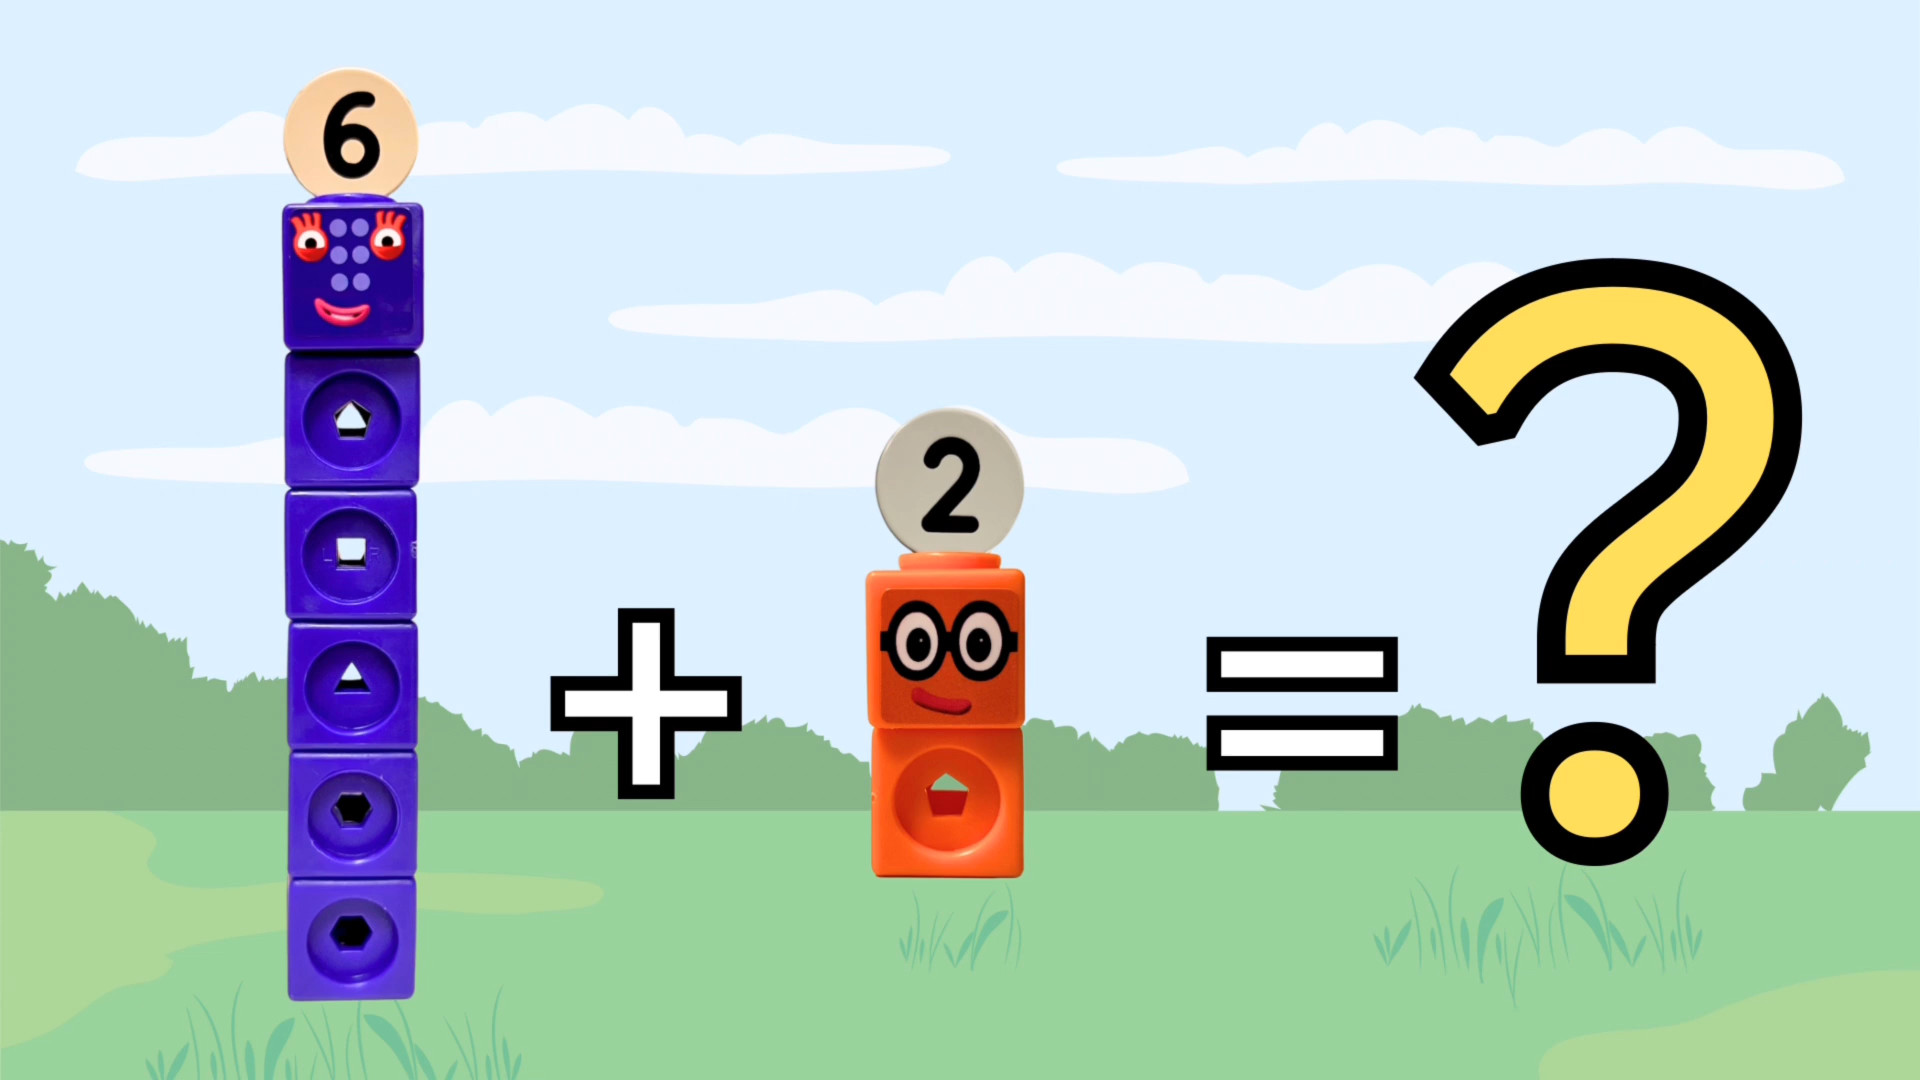 6 + 2 = ?